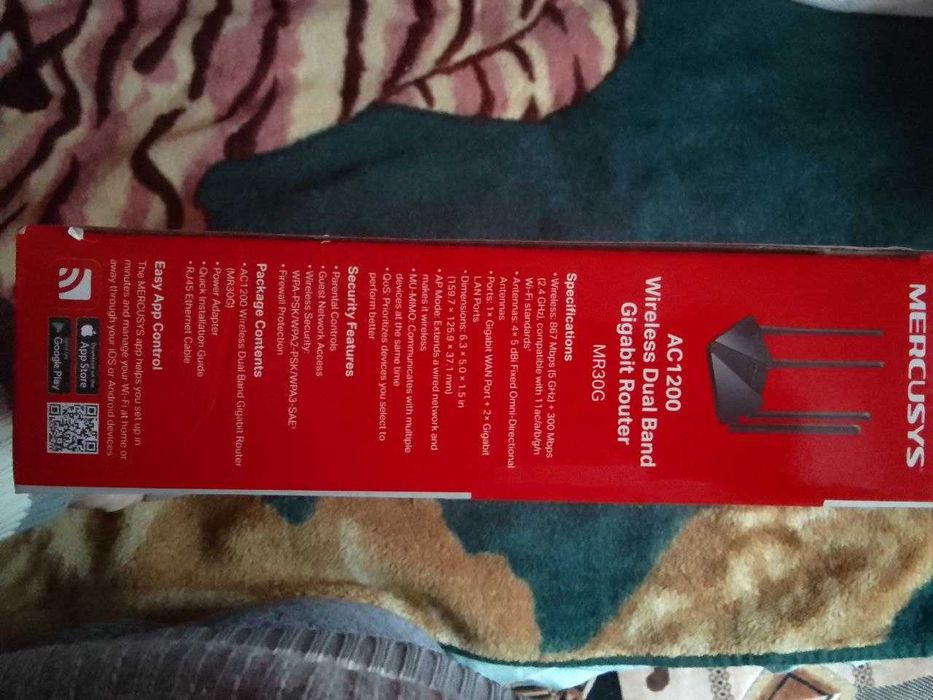 MERCUSYS
AC1200
Wireless Dual Band
Gigabit Router
MR30G
Specifications
• Wireless: 867 Mbps (5 GHz) + 300 Mbps
(2.4 GHz), compatible with 11ac/a/b/g/n
Wi-Fi standards
• Antennas: 4× 5 dBi Fixed Omni-Directional
Antennas
• Ports: 1× Gigabit WAN Port + 2× Gigabit
LAN Ports
• Dimensions: 6.3 × 5.0 × 1.5 in
(159.7 × 125.9 × 37.1 mm)
• AP Mode: Extends a wired network and
makes it wireless
• MU-MIMO: Communicates with multiple
devices at the same time
• QoS: Prioritizes devices you select to
perform better
Security Features
• Parental Controls
• Guest Network Access
• Wireless Security:
WPA-PSK/WPA2-PSK/WPA3-SAE
• Firewall Protection
Package Contents
• AC1200 Wireless Dual Band Gigabit Router
(MR30G)
• Power Adapter
• Quick Installation Guide
• RJ45 Ethernet Cable
Easy App Control
The MERCUSYS app helps you set up in
minutes and manage your Wi-Fi at home or
away through your iOS or Android devices
Download on the
App Store
Google Play